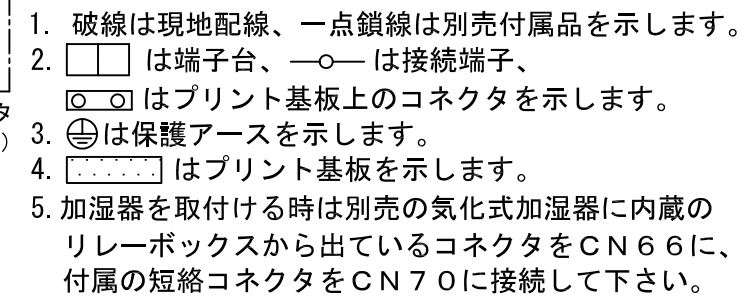 1. 破線は現地配線、一点鎖線は別売付属品を示します。
2. は端子台、 は接続端子、
はプリント基板上のコネクタを示します。
タ
) 
3. は保護アースを示します。
4. はプリント基板を示します。
5. 加湿器を取付ける時は別売の気化式加湿器に内蔵の
リレーボックスから出ているコネクタをCN66に、
付属の短絡コネクタをCN70に接続して下さい。